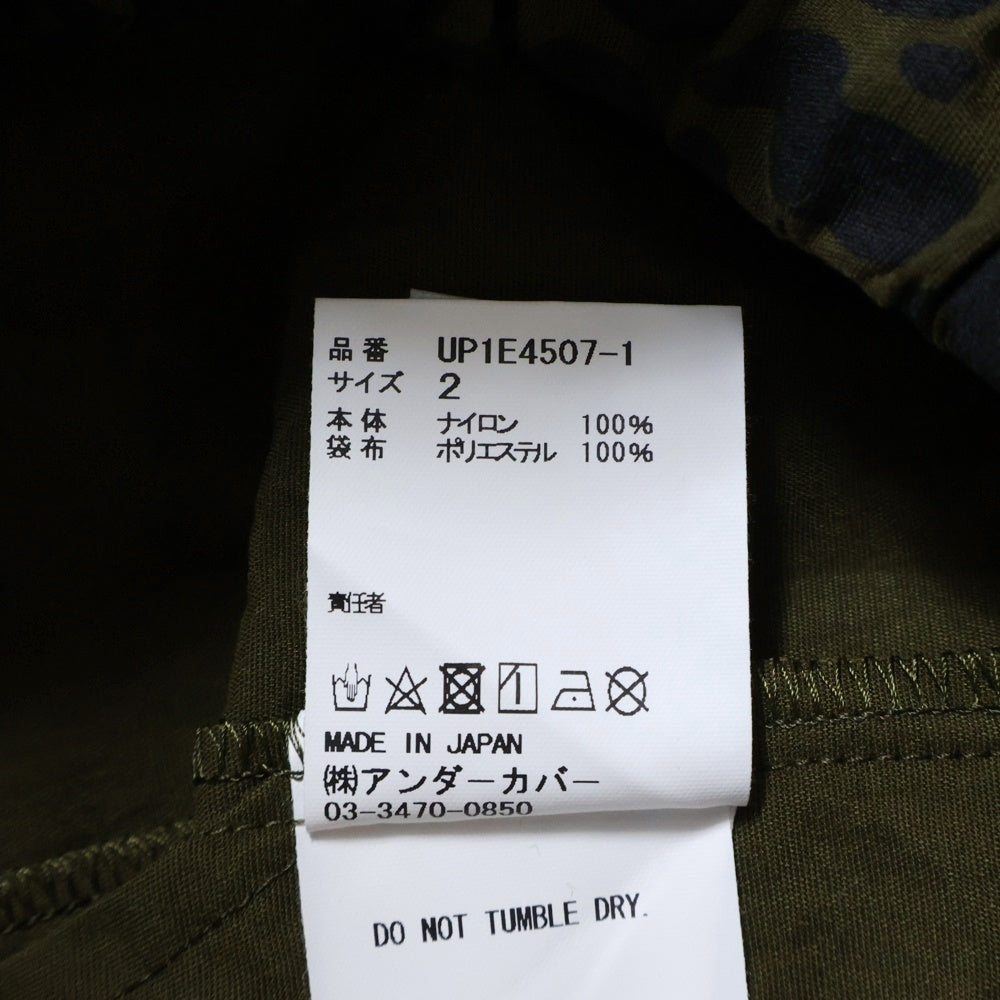 品番 UP1E4507-1
サイズ 2
本体 ナイロン 100%
袋布 ポリエステル 100%
責任者
MADE IN JAPAN
(株)アンダーカバー
03-3470-0850
DO NOT TUMBLE DRY.